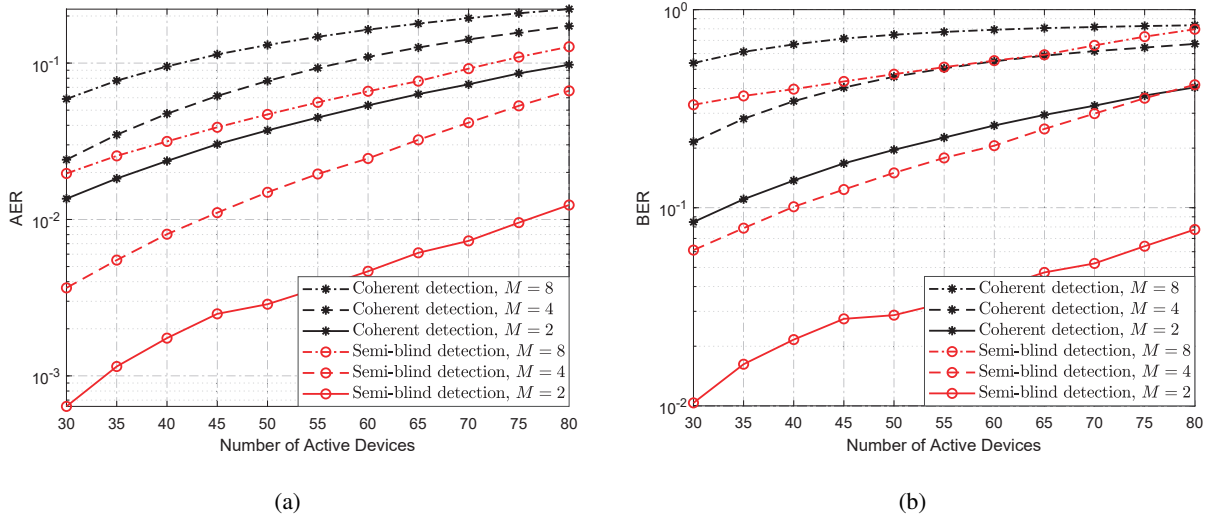 10^{-1}
10^{-2}
10^{-3}
AER
30 35 40 45 50 55 60 65 70 75 80
Number of Active Devices
Coherent detection, M = 8
Coherent detection, M = 4
Coherent detection, M = 2
Semi-blind detection, M = 8
Semi-blind detection, M = 4
Semi-blind detection, M = 2
(a)
10^0
10^{-1}
10^{-2}
BER
30 35 40 45 50 55 60 65 70 75 80
Number of Active Devices
Coherent detection, M = 8
Coherent detection, M = 4
Coherent detection, M = 2
Semi-blind detection, M = 8
Semi-blind detection, M = 4
Semi-blind detection, M = 2
(b)